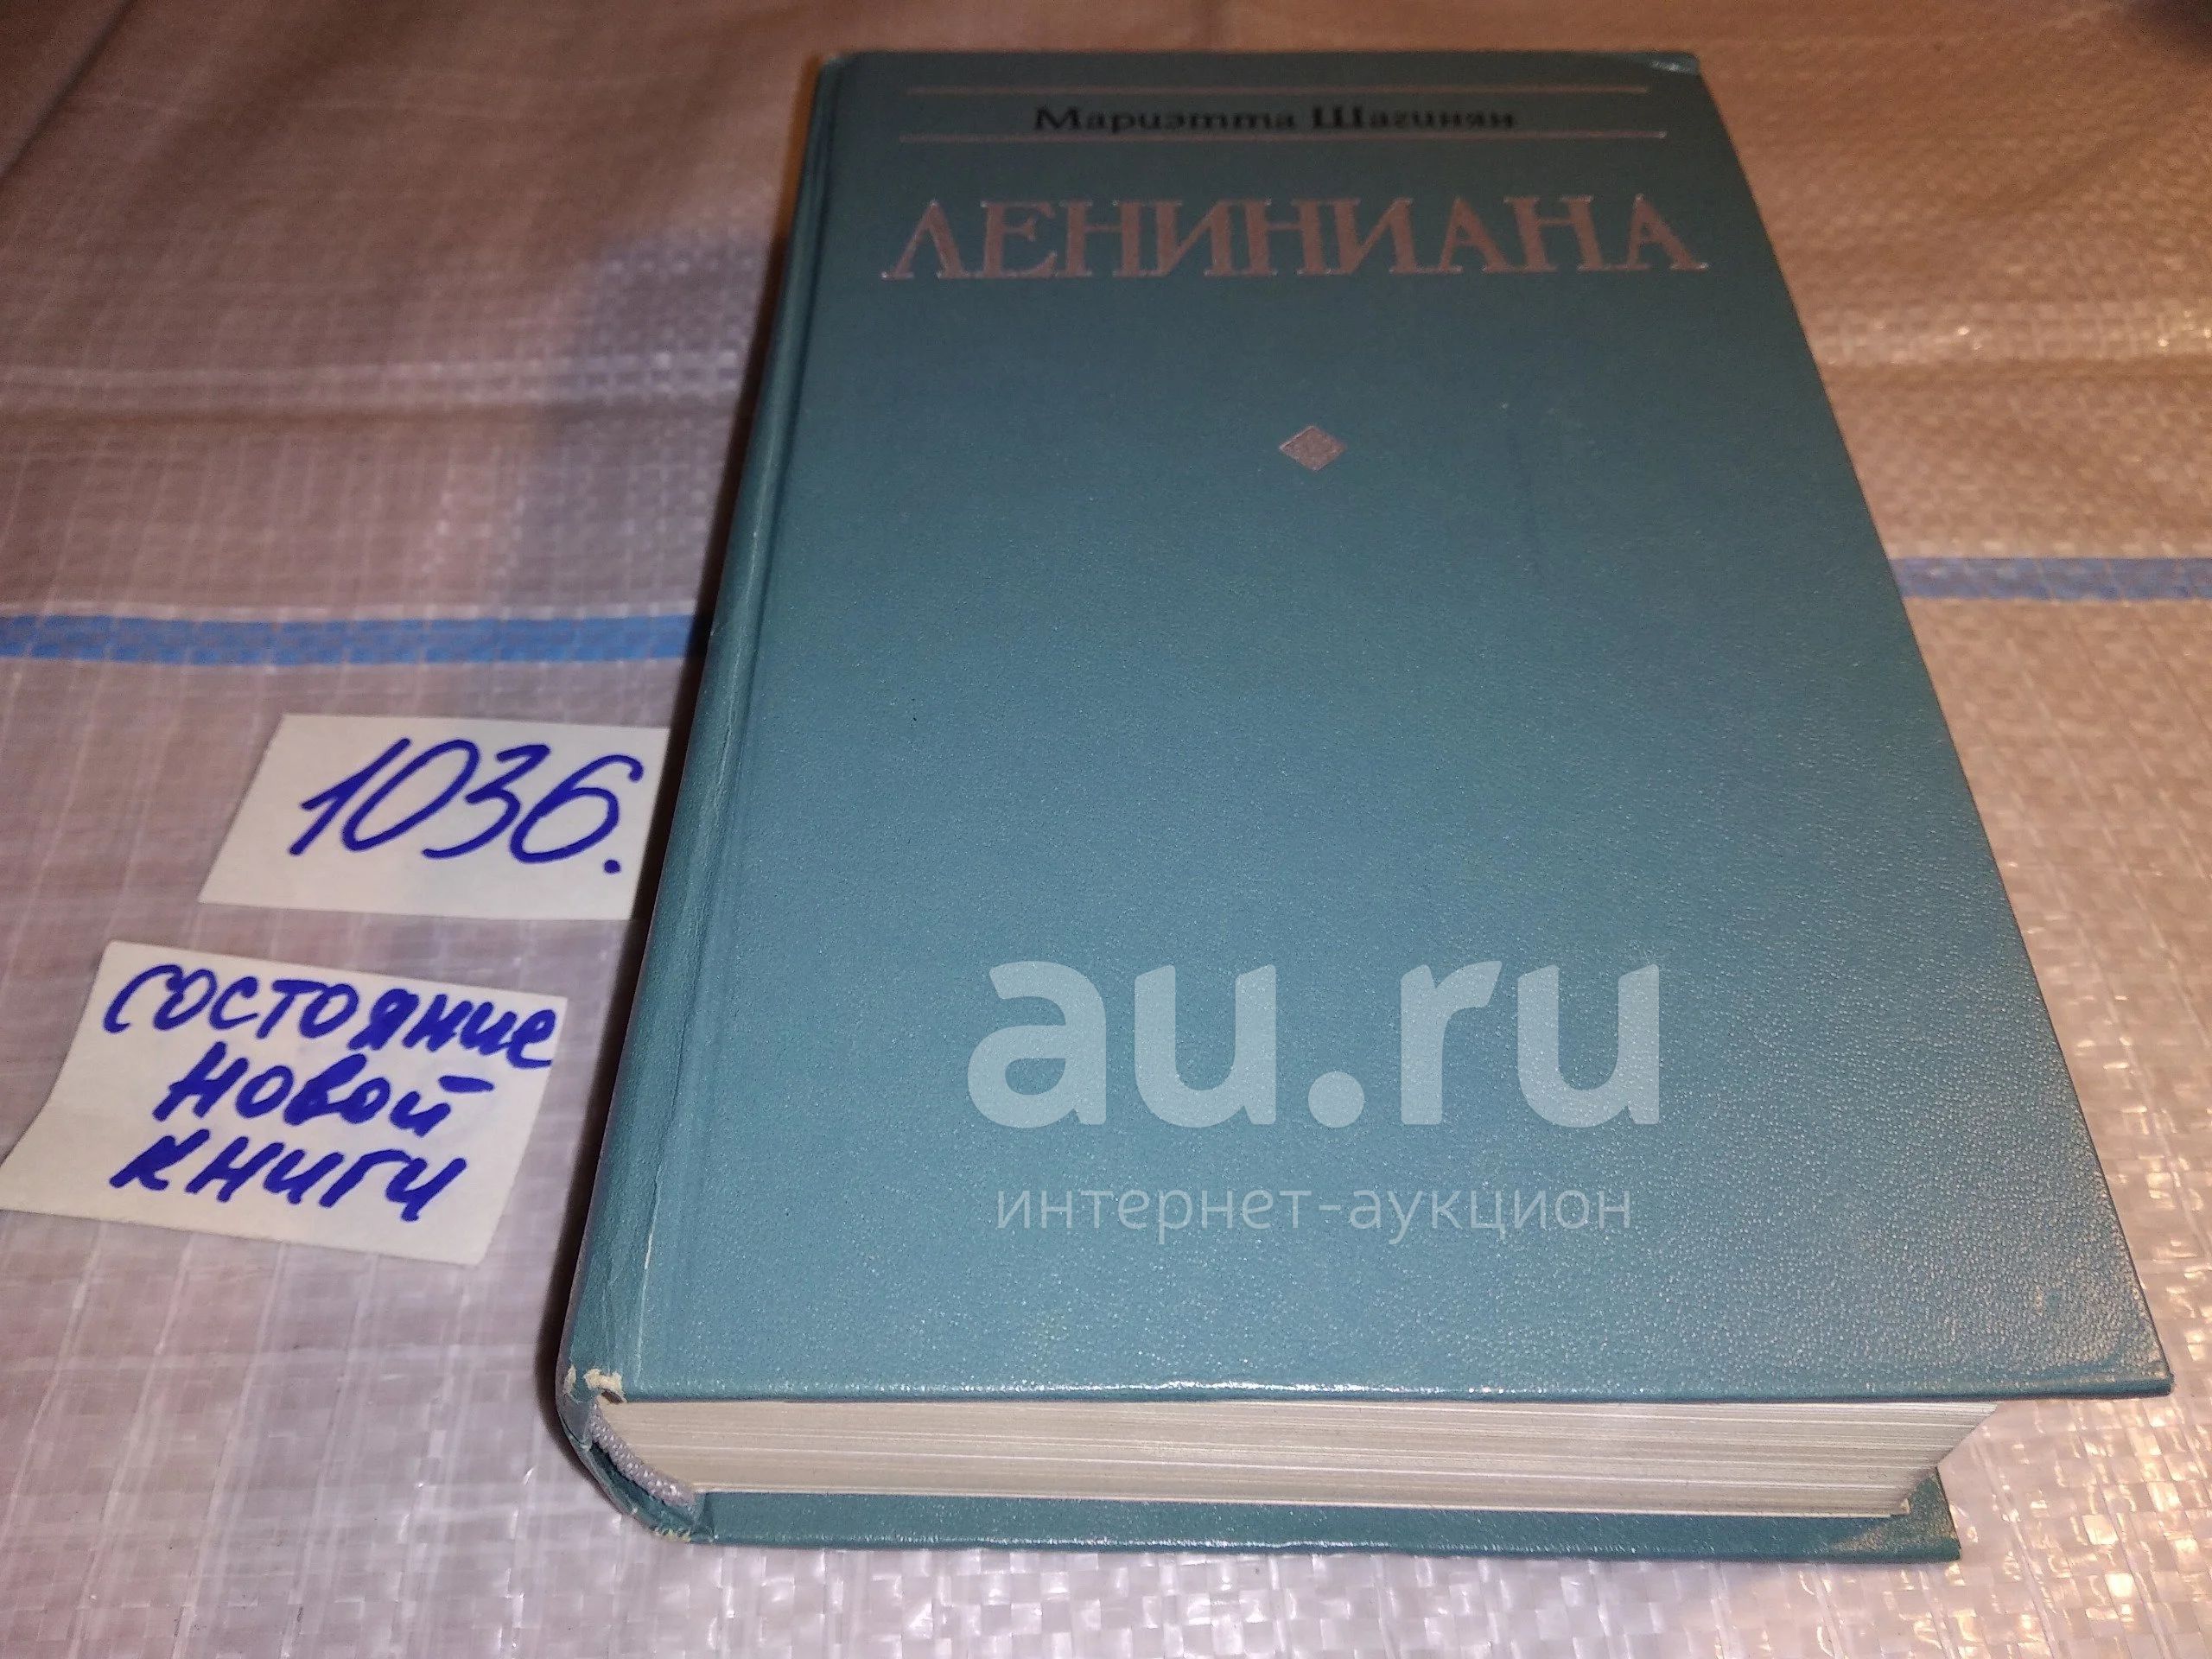 Мариэтта Шагинян
ЛЕНИНИАНА
1036.
состояние
новой
книги
au.ru
интернет-аукцион